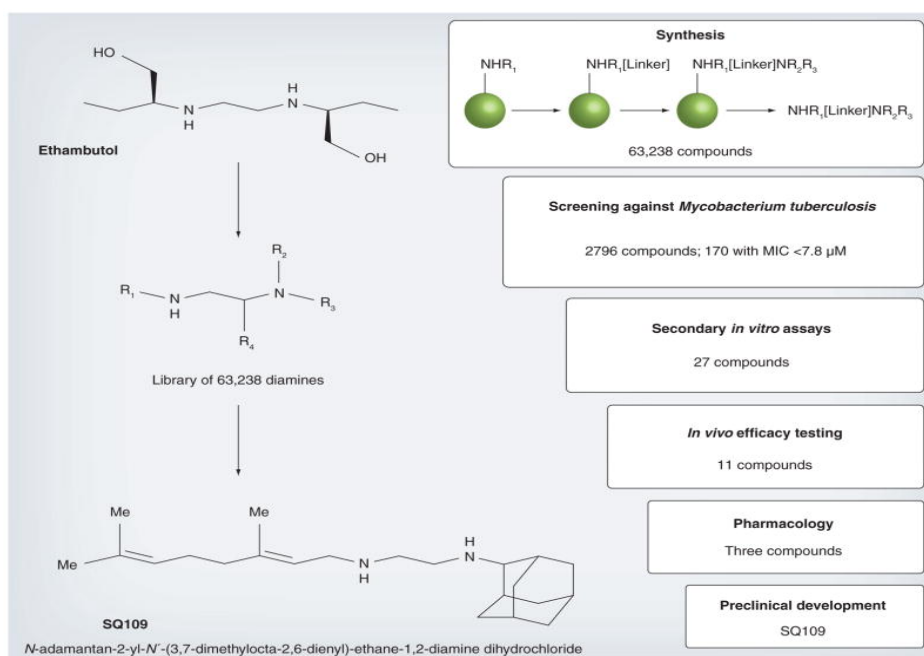 HO
H
N
N
H
OH
Ethambutol
R2
R1
N
H
N
R3
R4
Library of 63,238 diamines
Me
Me
Me
N
H
H
N
SQ109
N-adamantan-2-yl-N´-(3,7-dimethylocta-2,6-dienyl)-ethane-1,2-diamine dihydrochloride
Synthesis
NHR1
NHR1[Linker]
NHR1[Linker]NR2R3
NHR1[Linker]NR2R3
63,238 compounds
Screening against Mycobacterium tuberculosis
2796 compounds; 170 with MIC <7.8 µM
Secondary in vitro assays
27 compounds
In vivo efficacy testing
11 compounds
Pharmacology
Three compounds
Preclinical development
SQ109